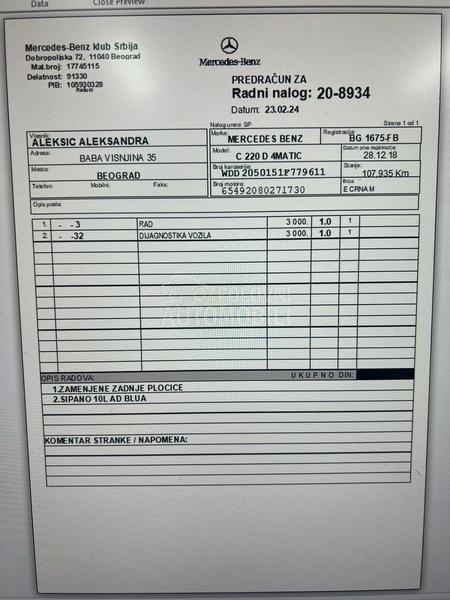 Data
Close Preview
Mercedes-Benz klub Srbija
Dobropoljska 72, 11040 Beograd
Mat.broj: 17745115
Delatnost: 91330
PIB: 105930328
Mercedes-Benz
PREDRAČUN ZA
Radni nalog: 20-8934
Datum: 23.02.24
Nalog uneo: SP
Strana 1 od 1
Vlasnik:
ALEKSIC ALEKSANDRA
Marka:
MERCEDES BENZ
Registracija:
BG 1675-FB
Adresa:
BABA VISNJINA 35
Model:
C 220 D 4MATIC
Datum prve registracije
28.12.18
Mesto:
BEOGRAD
Broj karoserije:
WDD2050151F779611
Stanje:
107,935 Km
Telefon:
Mobilni:
Faks:
Broj motora:
65492080271730
Boja
E CRNA M
Opis posla:
1. - -3 RAD 3 000. 1.0 1
2. - -32 DIJAGNOSTIKA VOZILA 3 000. 1.0 1
POLOVNI
AUTOMOBILI
OPIS RADOVA:
UKUPNO DIN:
1.ZAMENJENE ZADNJE PLOCICE
2.SIPANO 10L AD BLUA
KOMENTAR STRANKE / NAPOMENA: